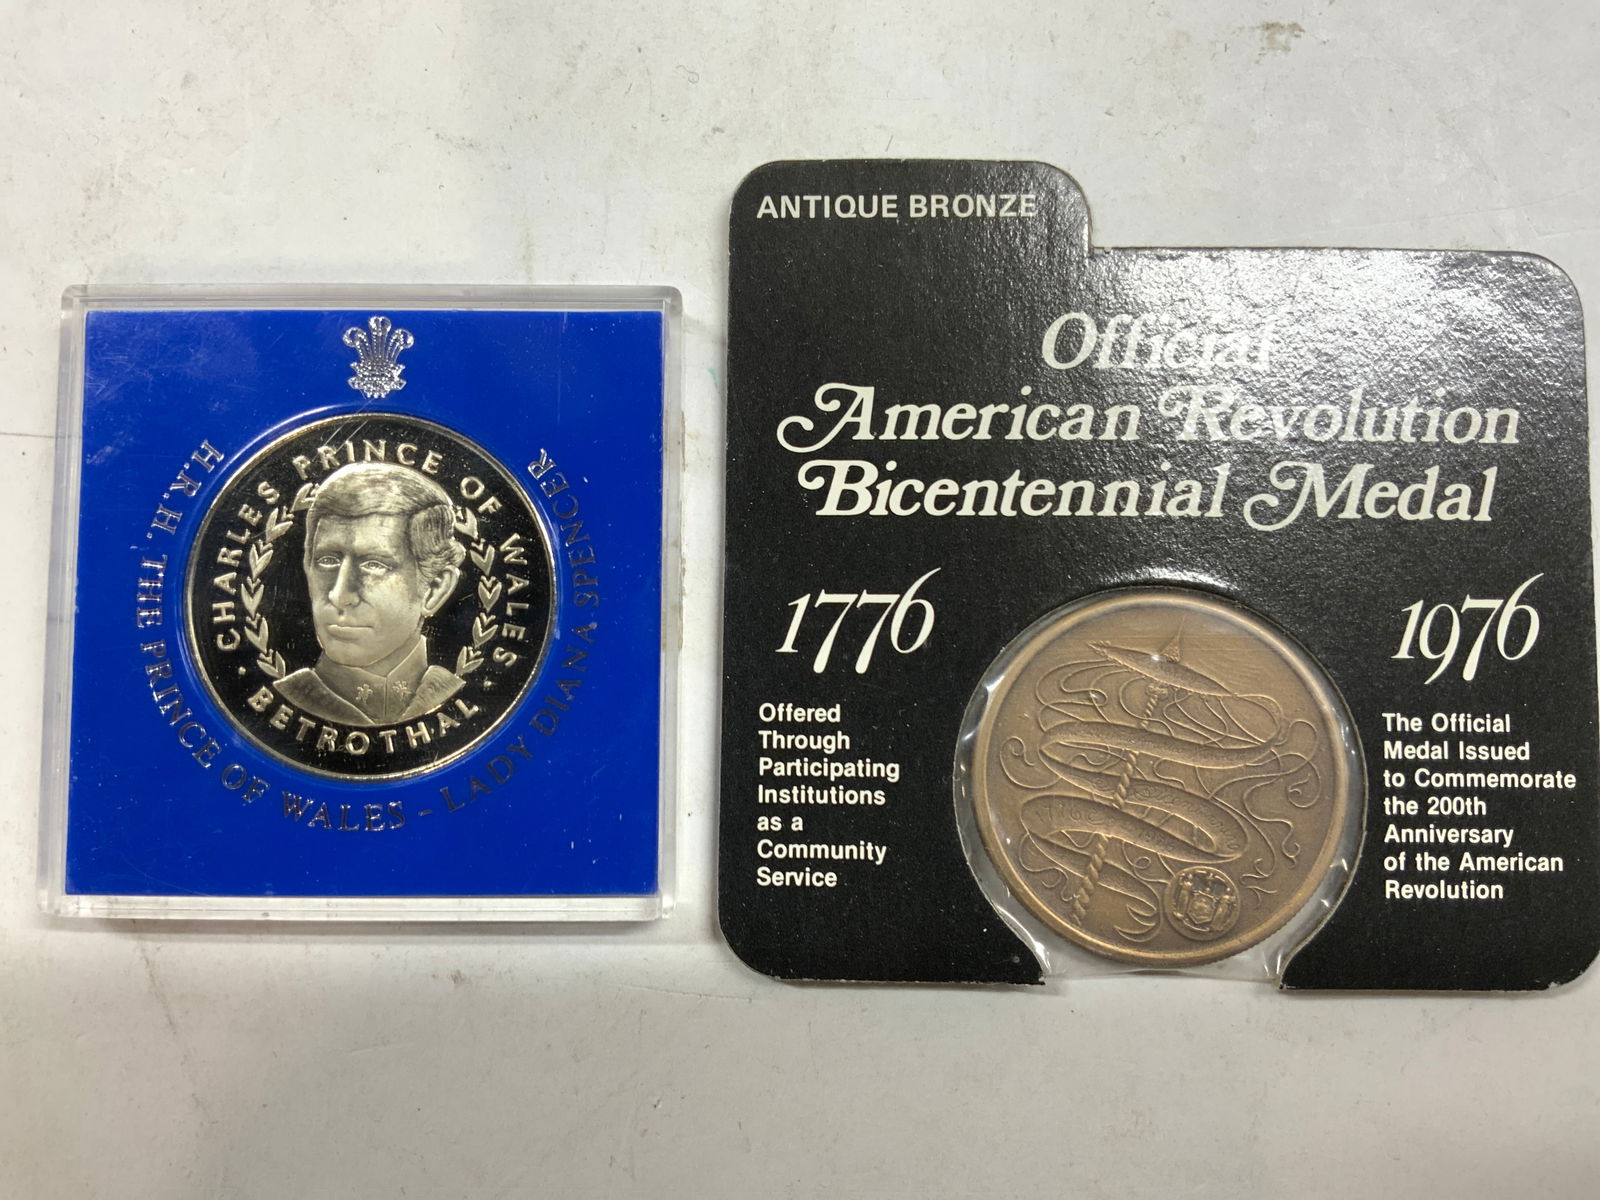 CHARLES PRINCE OF WALES
· BETROTHAL ·
H.R.H. THE PRINCE OF WALES - LADY DIANA SPENCER
ANTIQUE BRONZE
Official
American Revolution
Bicentennial Medal
1776
1976
Offered
Through
Participating
Institutions
as a
Community
Service
The Official
Medal Issued
to Commemorate
the 200th
Anniversary
of the American
Revolution